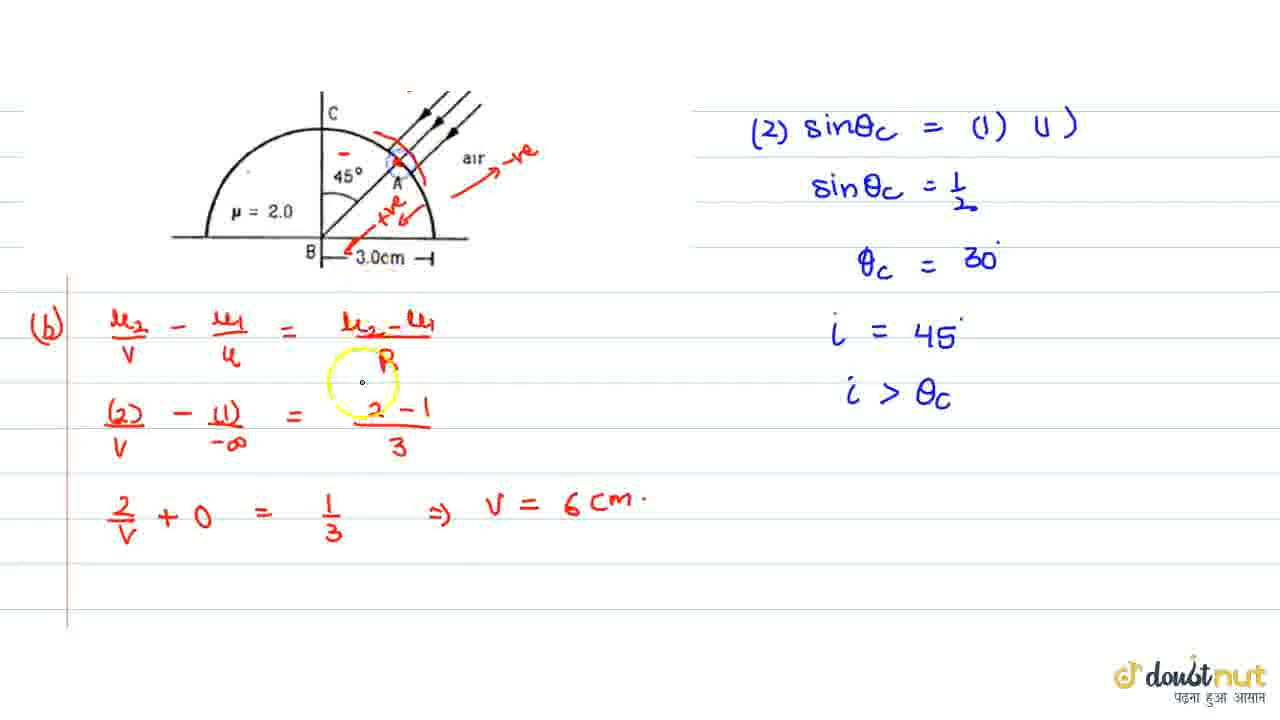 C
air
-ve
45°
A
+ve
μ = 2.0
B
3.0cm
(b) μ₂/v - μ₁/u = μ₂-μ₁/R
(2)/v - (1)/-∞ = 2-1/3
2/v + 0 = 1/3 ⇒ v = 6 cm.
(2) sinθc = (1) (1)
sinθc = 1/2
θc = 30°
i = 45°
i > θc
doubtnut
पढ़ना हुआ आसान